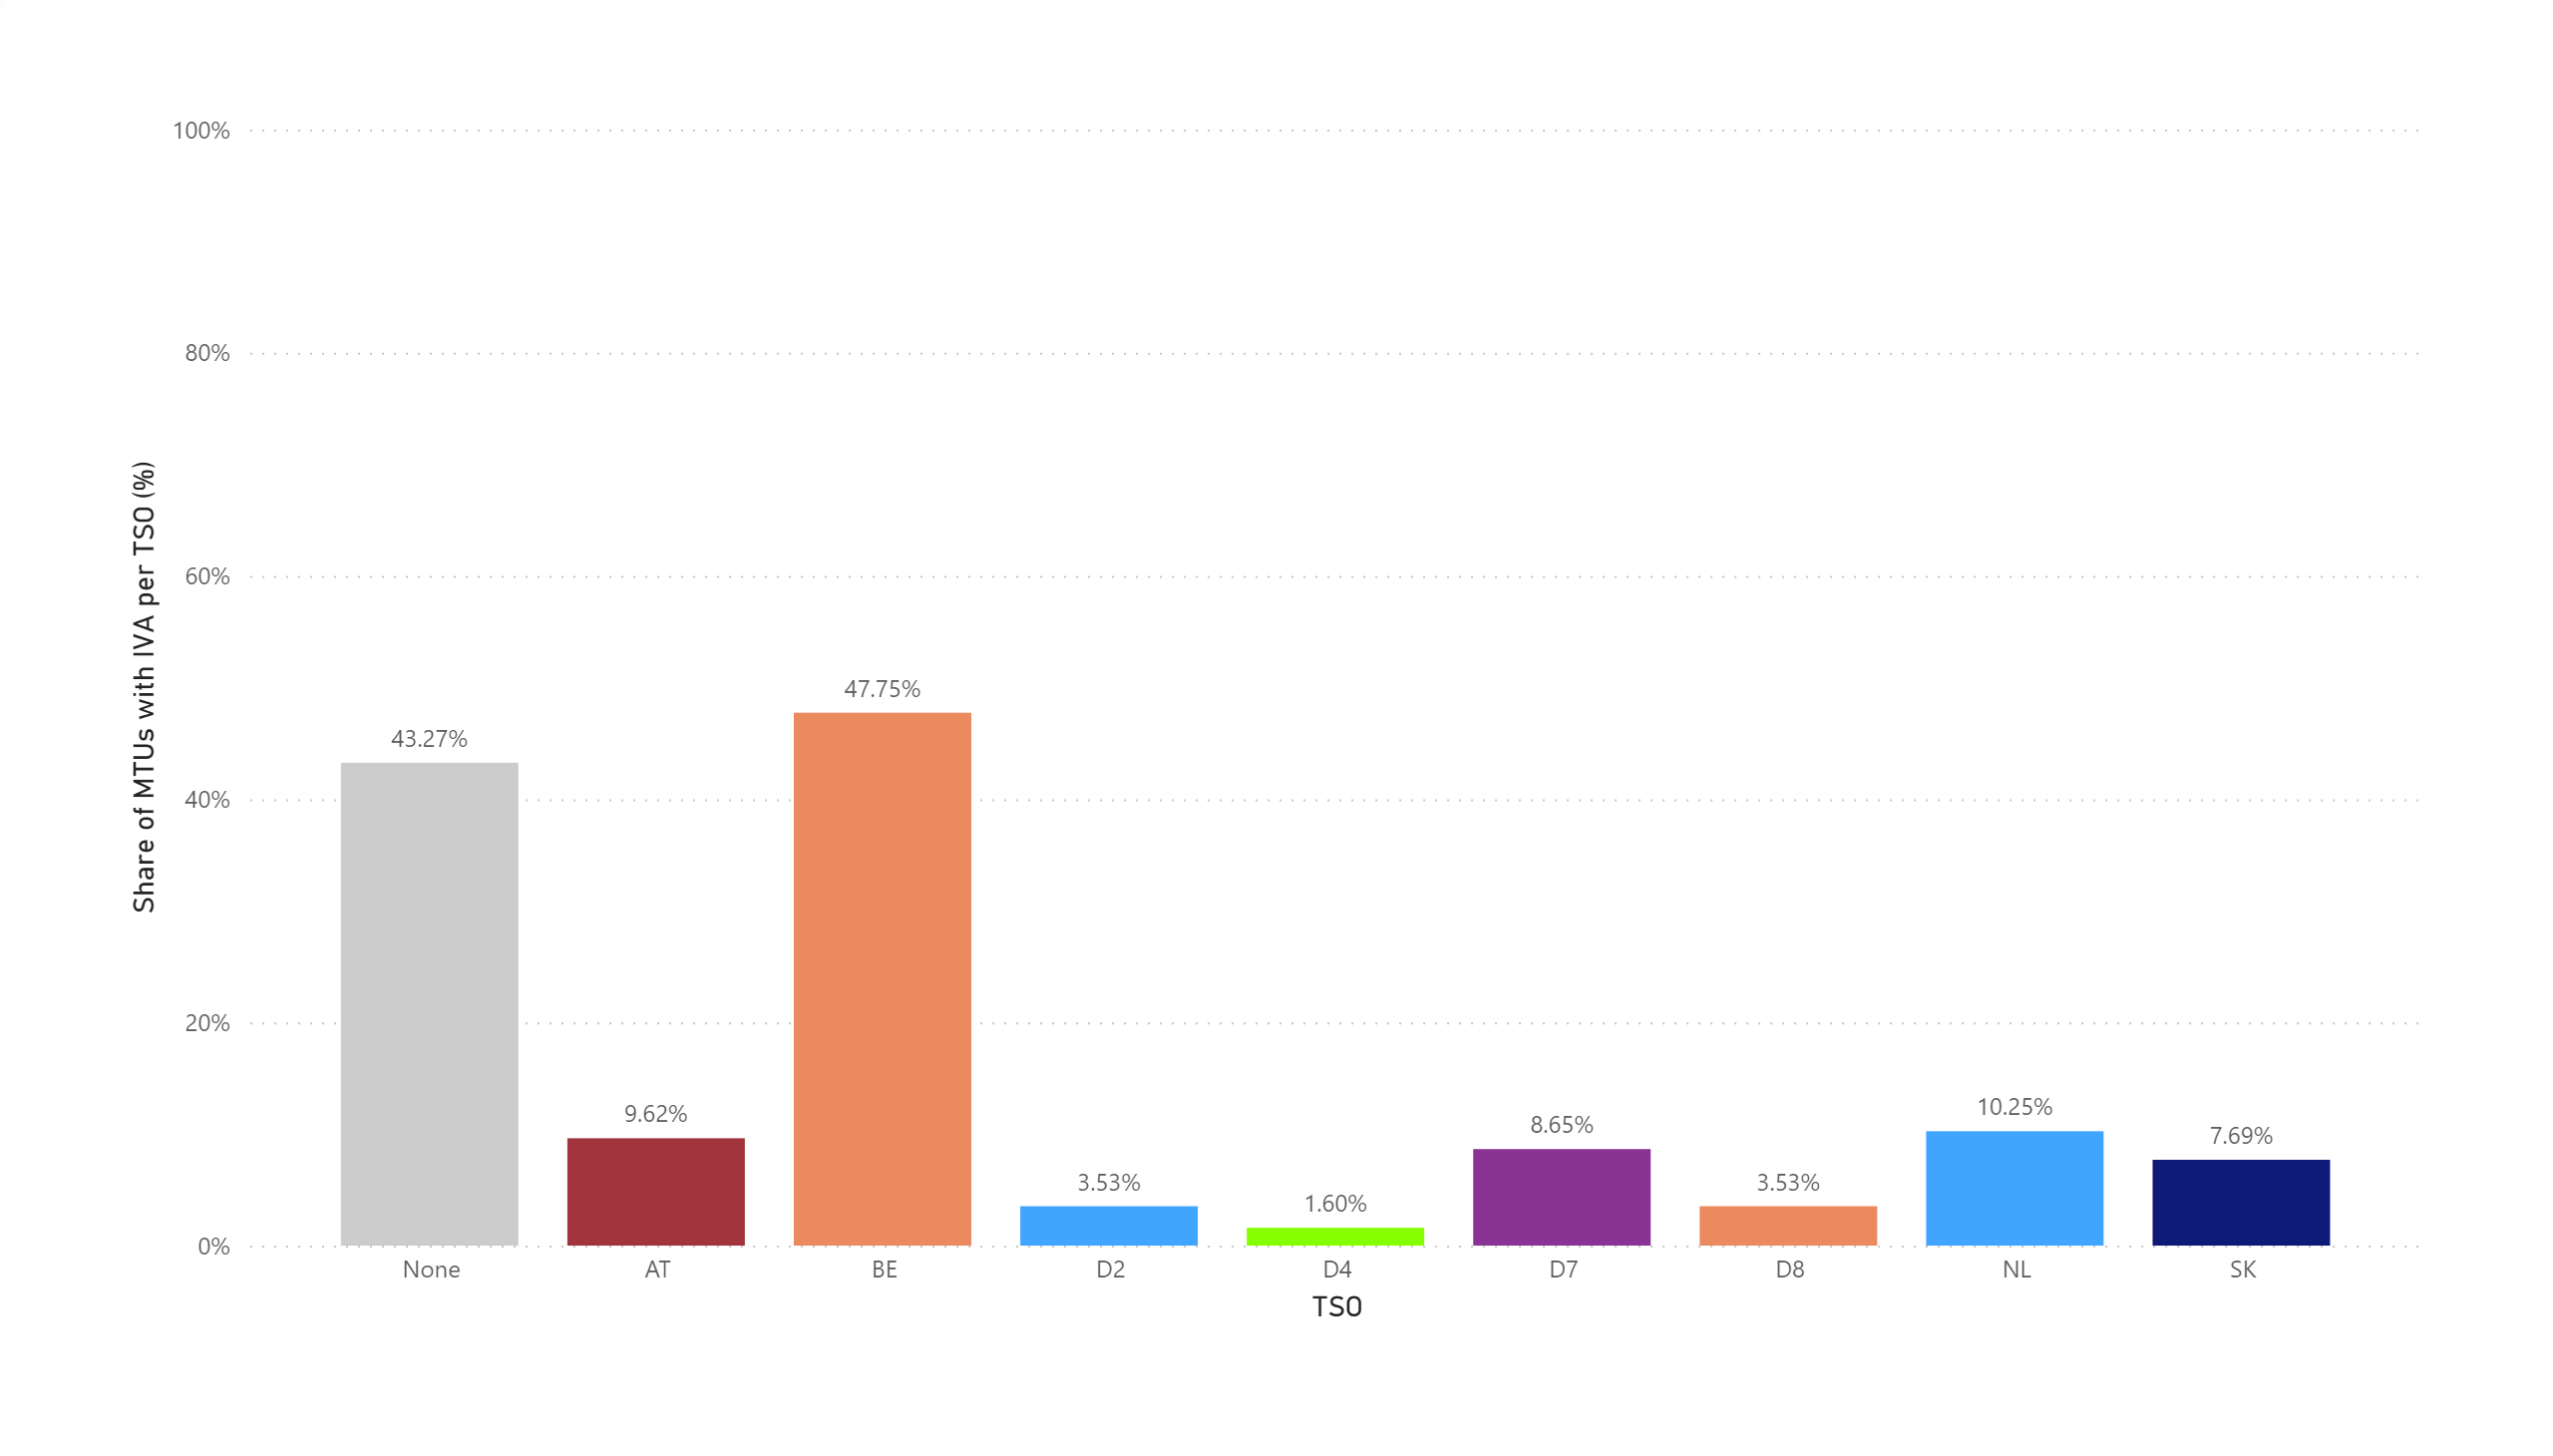 Share of MTUs with IVA per TSO (%)
100%
80%
60%
40%
20%
0%
43.27%
9.62%
47.75%
3.53%
1.60%
8.65%
3.53%
10.25%
7.69%
None
AT
BE
D2
D4
D7
D8
NL
SK
TSO